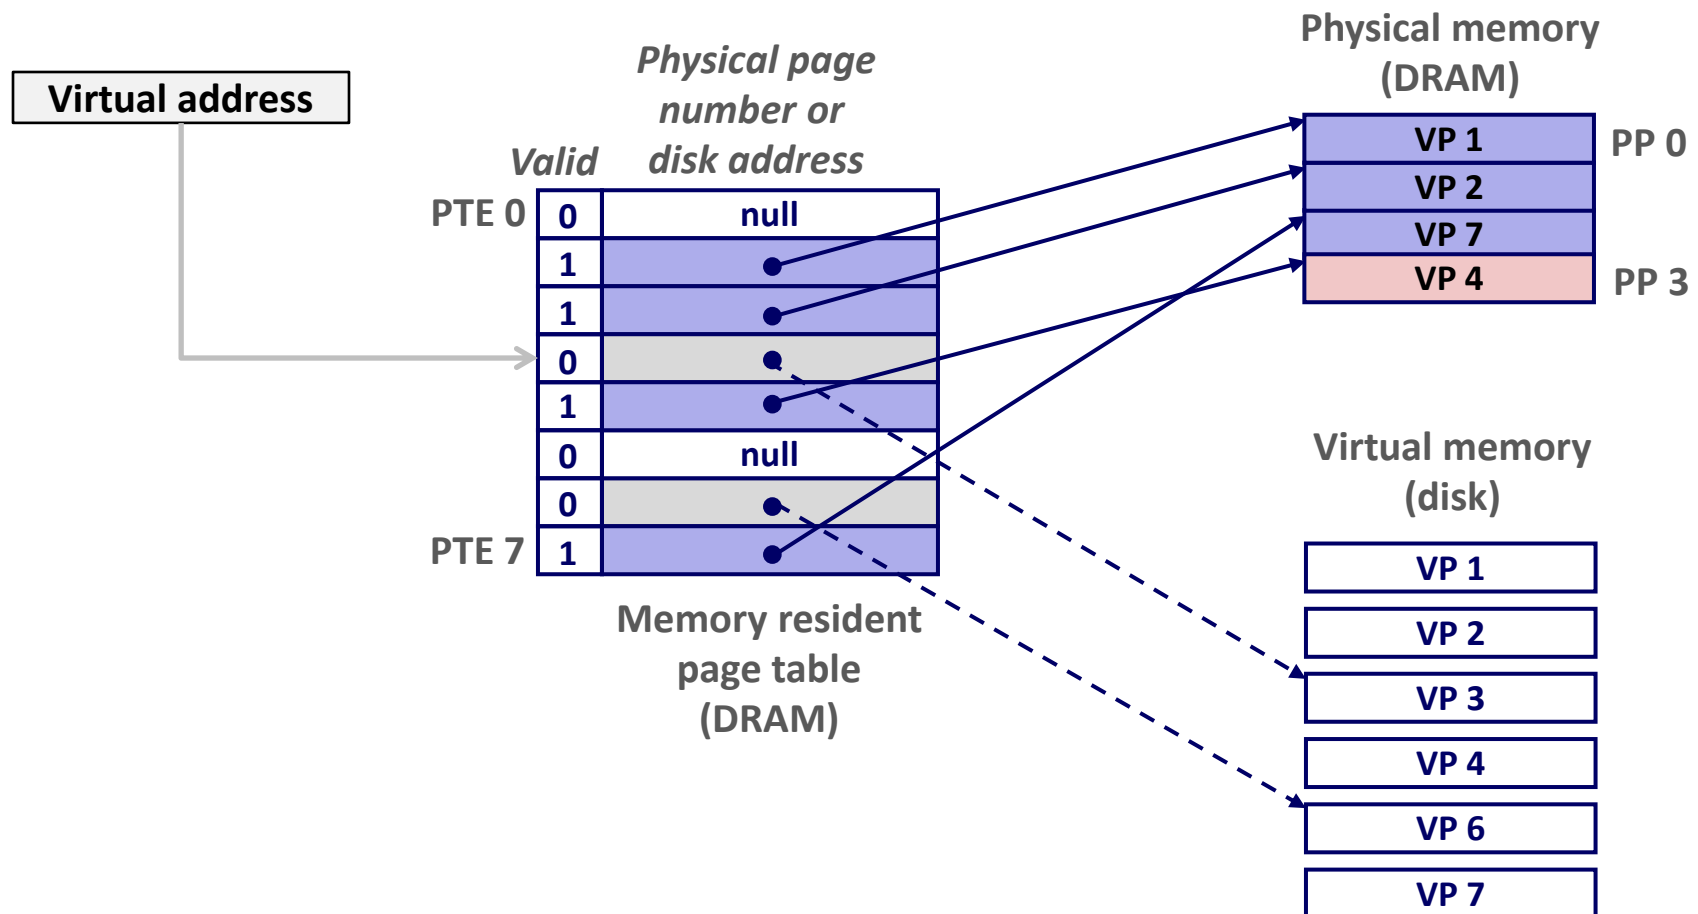 Virtual address
Physical page
number or
disk address
Valid
PTE 0
0
null
1
1
0
1
0
null
0
PTE 7
1
Memory resident
page table
(DRAM)
Physical memory
(DRAM)
VP 1
PP 0
VP 2
VP 7
VP 4
PP 3
Virtual memory
(disk)
VP 1
VP 2
VP 3
VP 4
VP 6
VP 7